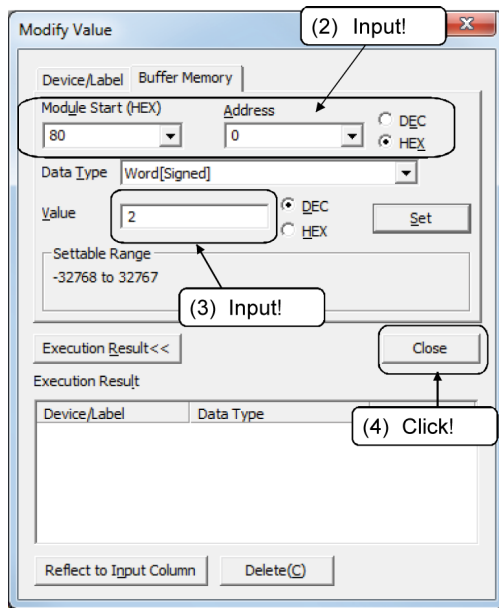 Modify Value
(2) Input!
Device/Label Buffer Memory
Module Start (HEX) Address
DEC
80 0
HEX
Data Type Word[Signed]
Value 2
DEC
HEX
Set
Settable Range
-32768 to 32767
(3) Input!
Execution Result<< Close
Execution Result
Device/Label Data Type
(4) Click!
Reflect to Input Column Delete(C)